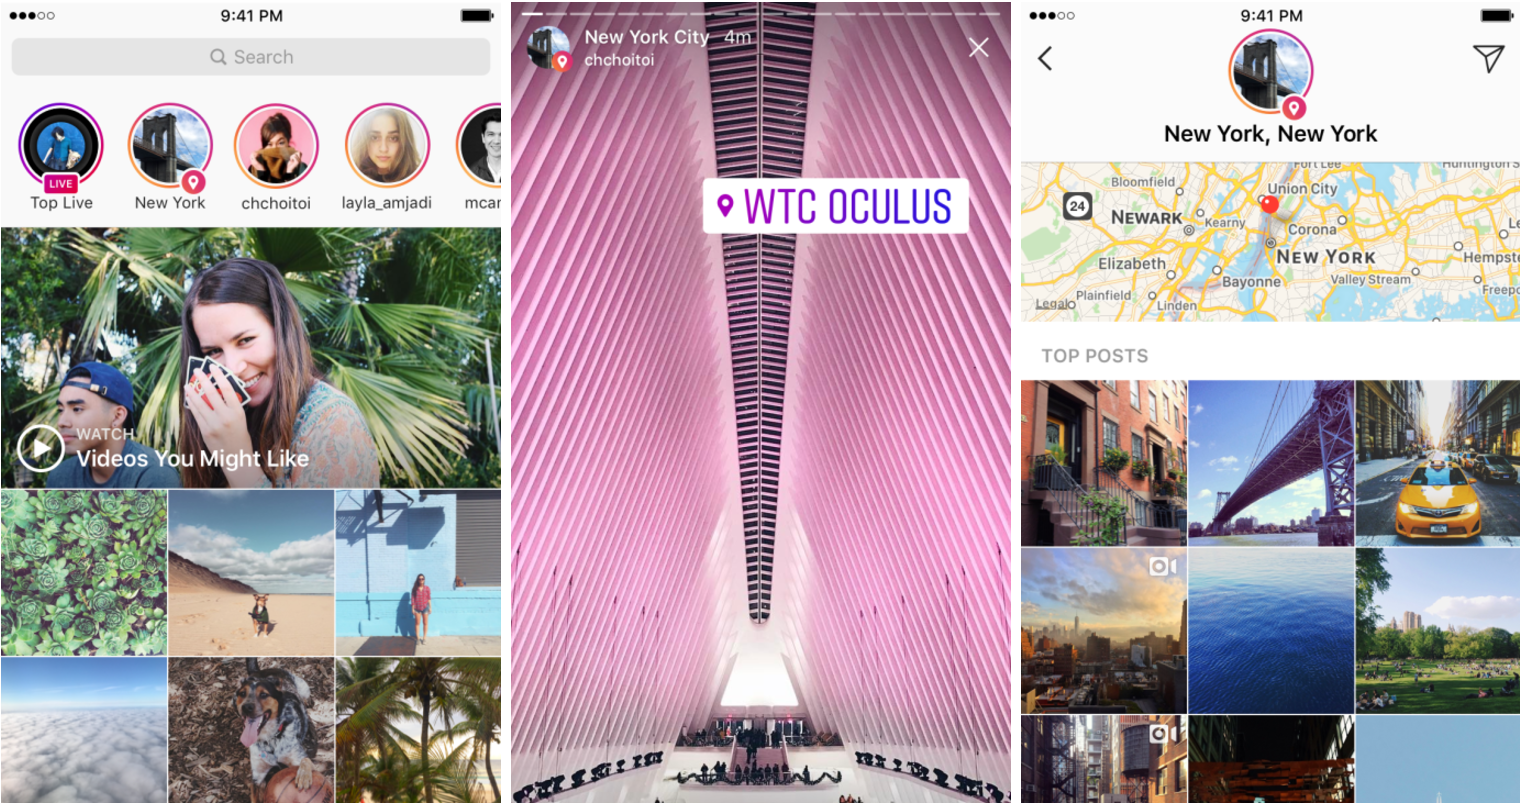 9:41 PM
Search
LIVE
Top Live
New York
chchoitoi
layla_amjadi
mcar
WATCH
Videos You Might Like
New York City 4m
chchoitoi
WTC OCULUS
9:41 PM
New York, New York
Fort Lee
Huntington S
Bloomfield
Union City
24
NEWARK
Kearny
Corona
Le
Elizabeth
NEW YORK
Hempste
Bayonne
Valley Stream
Freepo
Plainfield
Legal
Linden
TOP POSTS